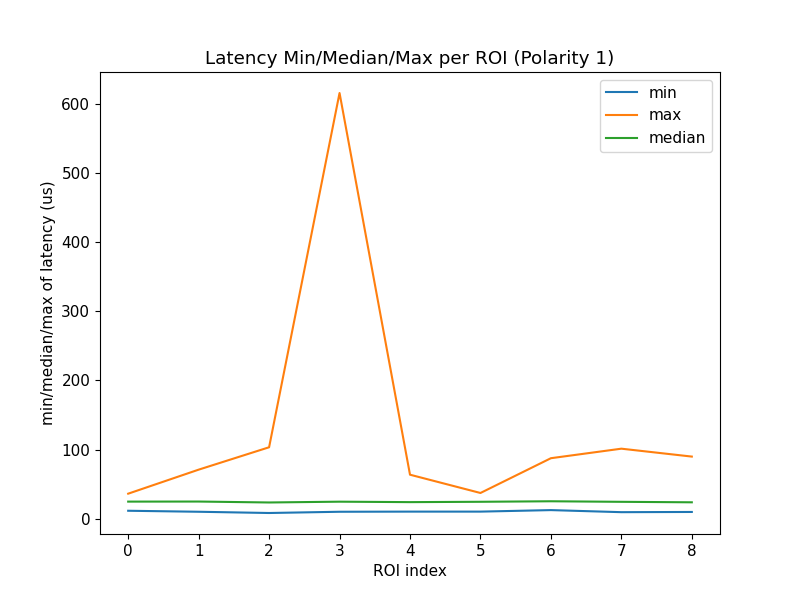 Latency Min/Median/Max per ROI (Polarity 1)
min
max
median
min/median/max of latency (us)
600
500
400
300
200
100
0
0 1 2 3 4 5 6 7 8
ROI index